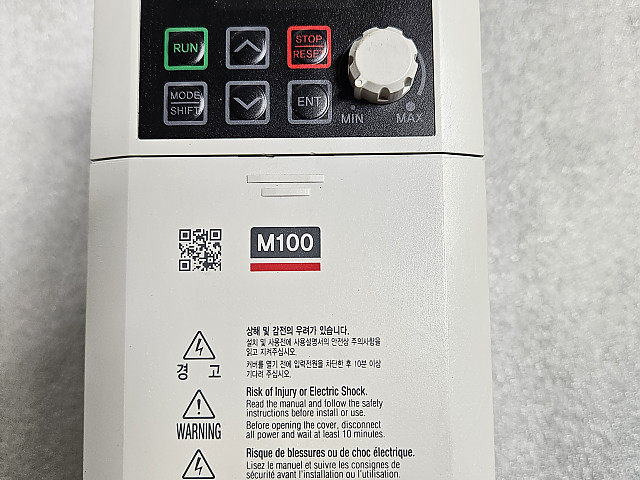 RUN
STOP
RESET
MODE
SHIFT
ENT
MIN
MAX
M100
상해 및 감전의 우려가 있습니다.
설치 및 사용전에 사용설명서의 안전상 주의사항을
읽고 지켜주십시오.
커버를 열기 전에 입력전원을 차단한 후 10분 이상
기다려 주십시오.
경 고
Risk of Injury or Electric Shock.
Read the manual and follow the safety
instructions before install or use.
Before opening the cover, disconnect
all power and wait at least 10 minutes.
WARNING
Risque de blessures ou de choc électrique.
Lisez le manuel et suivre les consignes de
sécurité avant l'installation ou l'utilisation.